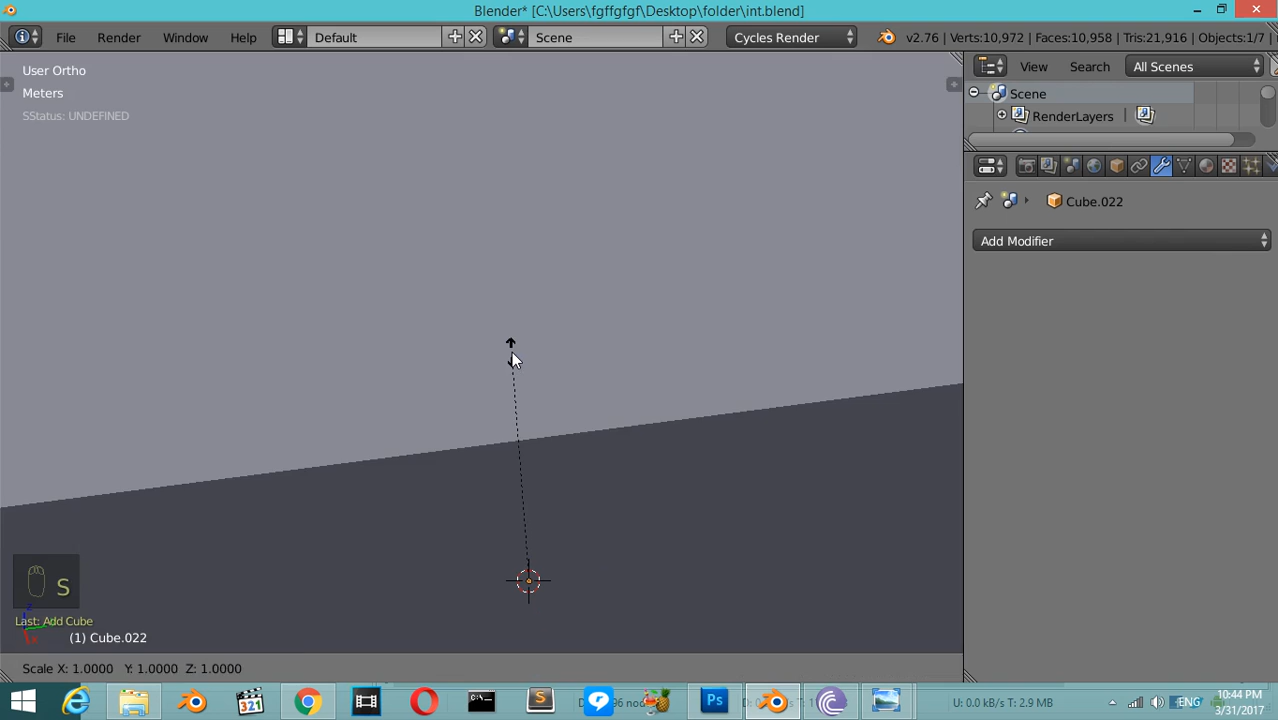 Blender* [C:\Users\fgffgfgf\Desktop\folder\int.blend]
File Render Window Help Default Scene Cycles Render v2.76 | Verts:10,972 | Faces:10,958 | Tris:21,916 | Objects:1/7
User Ortho
Meters
SStatus: UNDEFINED
View Search All Scenes
Scene
RenderLayers
Cube.022
Add Modifier
S
Last: Add Cube
(1) Cube.022
Scale X: 1.0000 Y: 1.0000 Z: 1.0000
U: 0.0 kB/s T: 2.9 MB
ENG
10:44 PM
3/31/2017